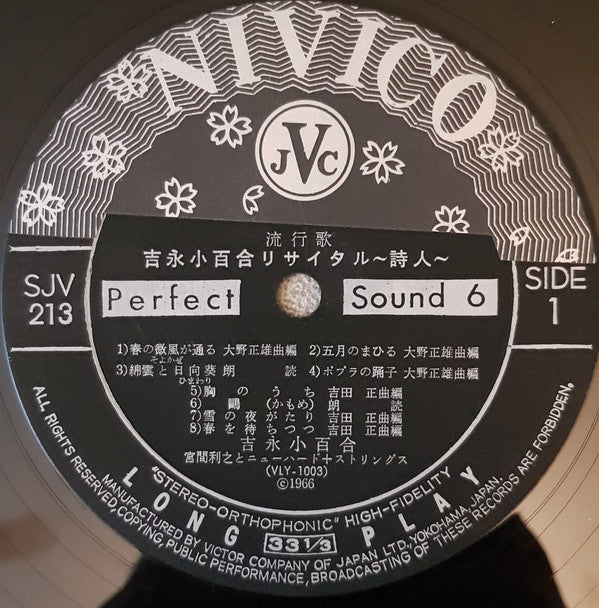 NIVICO
JVC
流行歌
吉永小百合リサイタル~詩人~
SJV
213
Perfect
Sound 6
SIDE
1
1)春の微風が通る 大野正雄曲編 2)五月のまひる 大野正雄曲編
そよかぜ
3)綿雲と日向葵朗 読 4)ポプラの踊子 大野正雄曲編
ひまわり
5)胸のうち 吉田 正曲編
6) 鷗 (かもめ) 朗 読
7)雪の夜がたり 吉田 正曲編
8)春を待ちつつ 吉田 正曲編
吉永小百合
宮間利之とニューハード+ストリングス
(VLY-1003)
©1966
"STEREO-ORTHOPHONIC" HIGH-FIDELITY
LONG 33 1/3 PLAY
MANUFACTURED BY VICTOR COMPANY OF JAPAN LTD, YOKOHAMA, JAPAN.
ALL RIGHTS RESERVED, COPYING, PUBLIC PERFORMANCE, BROADCASTING OF THESE RECORDS ARE FORBIDDEN.